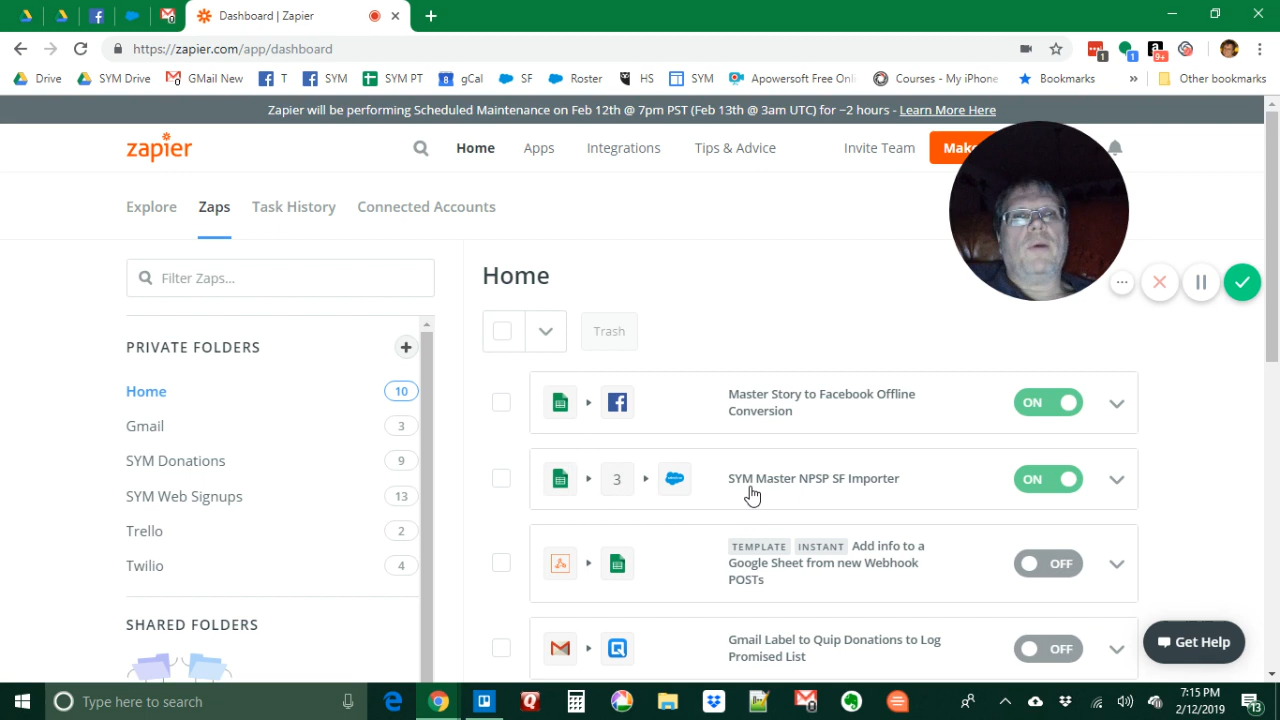 Dashboard | Zapier
https://zapier.com/app/dashboard
1
1
9+
Drive
SYM Drive
GMail New
T
SYM
SYM PT
8 gCal
SF
Roster
HS
SYM
Apowersoft Free Onli
Courses - My iPhone
Bookmarks
»
Other bookmarks
Zapier will be performing Scheduled Maintenance on Feb 12th @ 7pm PST (Feb 13th @ 3am UTC) for ~2 hours - Learn More Here
zapier
Home
Apps
Integrations
Tips & Advice
Invite Team
Make
Explore
Zaps
Task History
Connected Accounts
Filter Zaps...
Home
Trash
PRIVATE FOLDERS
+
Home
10
Gmail
3
SYM Donations
9
SYM Web Signups
13
Trello
2
Twilio
4
SHARED FOLDERS
Master Story to Facebook Offline
Conversion
ON
3
SYM Master NPSP SF Importer
ON
TEMPLATE INSTANT Add info to a
Google Sheet from new Webhook
POSTs
OFF
Gmail Label to Quip Donations to Log
Promised List
OFF
Get Help
Type here to search
7:15 PM
2/12/2019
13